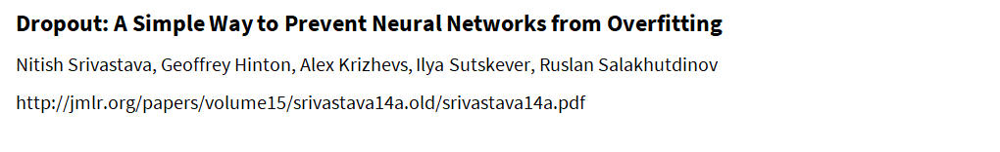 Dropout: A Simple Way to Prevent Neural Networks from Overfitting
Nitish Srivastava, Geoffrey Hinton, Alex Krizhevs, Ilya Sutskever, Ruslan Salakhutdinov
http://jmlr.org/papers/volume15/srivastava14a.old/srivastava14a.pdf